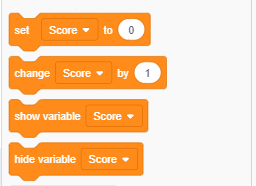 set Score to 0
change Score by 1
show variable Score
hide variable Score